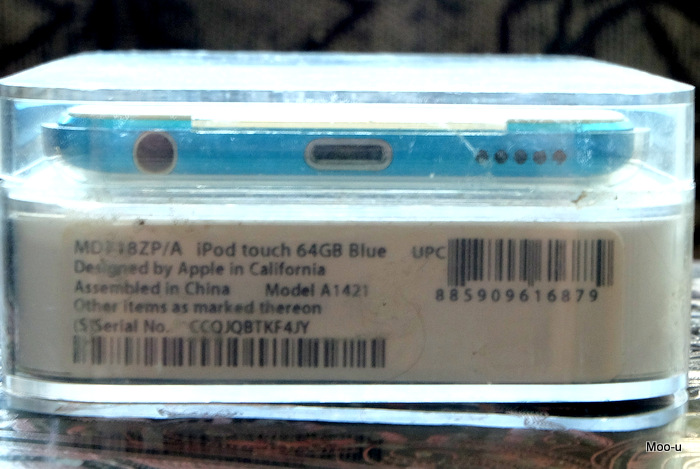 iPod touch 64GB Blue
Designed by Apple in California
Assembled in China Model A1421
Other items as marked thereon
(S)Serial No. CCQJQBTKF4JY
UPC
885909616879
Moo-u